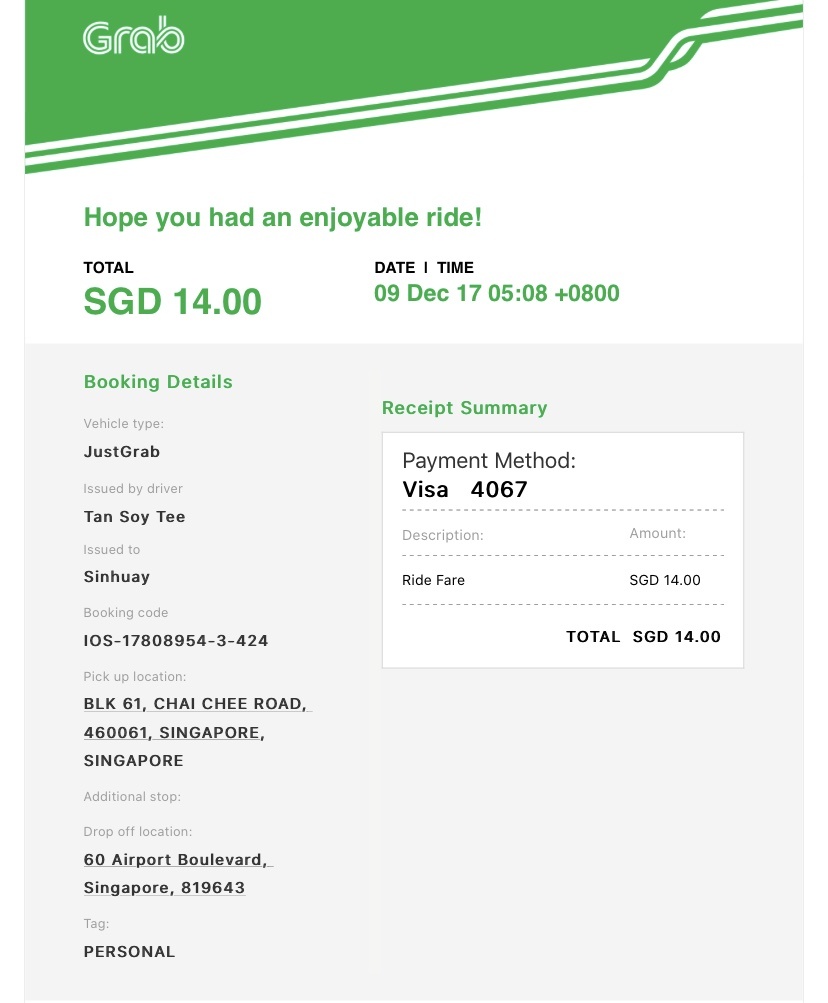 Grab
Hope you had an enjoyable ride!
TOTAL
SGD 14.00
DATE I TIME
09 Dec 17 05:08 +0800
Booking Details
Vehicle type:
JustGrab
Issued by driver
Tan Soy Tee
Issued to
Sinhuay
Booking code
IOS-17808954-3-424
Pick up location:
BLK 61, CHAI CHEE ROAD,
460061, SINGAPORE,
SINGAPORE
Additional stop:
Drop off location:
60 Airport Boulevard,
Singapore, 819643
Tag:
PERSONAL
Receipt Summary
Payment Method:
Visa 4067
Description: Amount:
Ride Fare SGD 14.00
TOTAL SGD 14.00